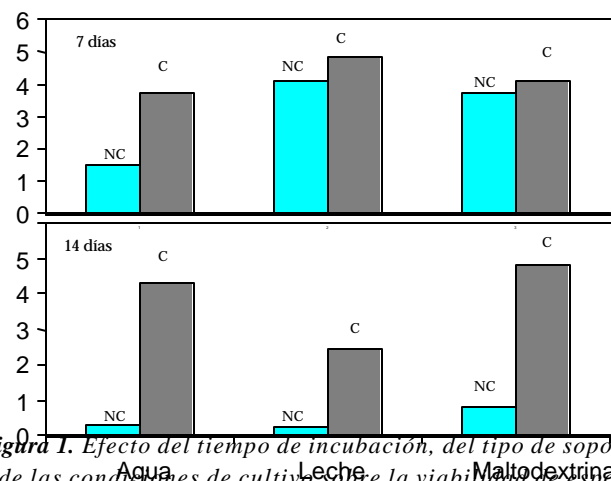 6
5
4
3
2
1
0
7 días
NC
C
NC
C
NC
C
5
4
3
2
1
0
14 días
NC
C
NC
C
NC
C
Agua
Leche
Maltodextrina
igura 1. Efecto del tiempo de incubación, del tipo de sopo
de las condiciones de cultivo sobre la viabilidad de espo